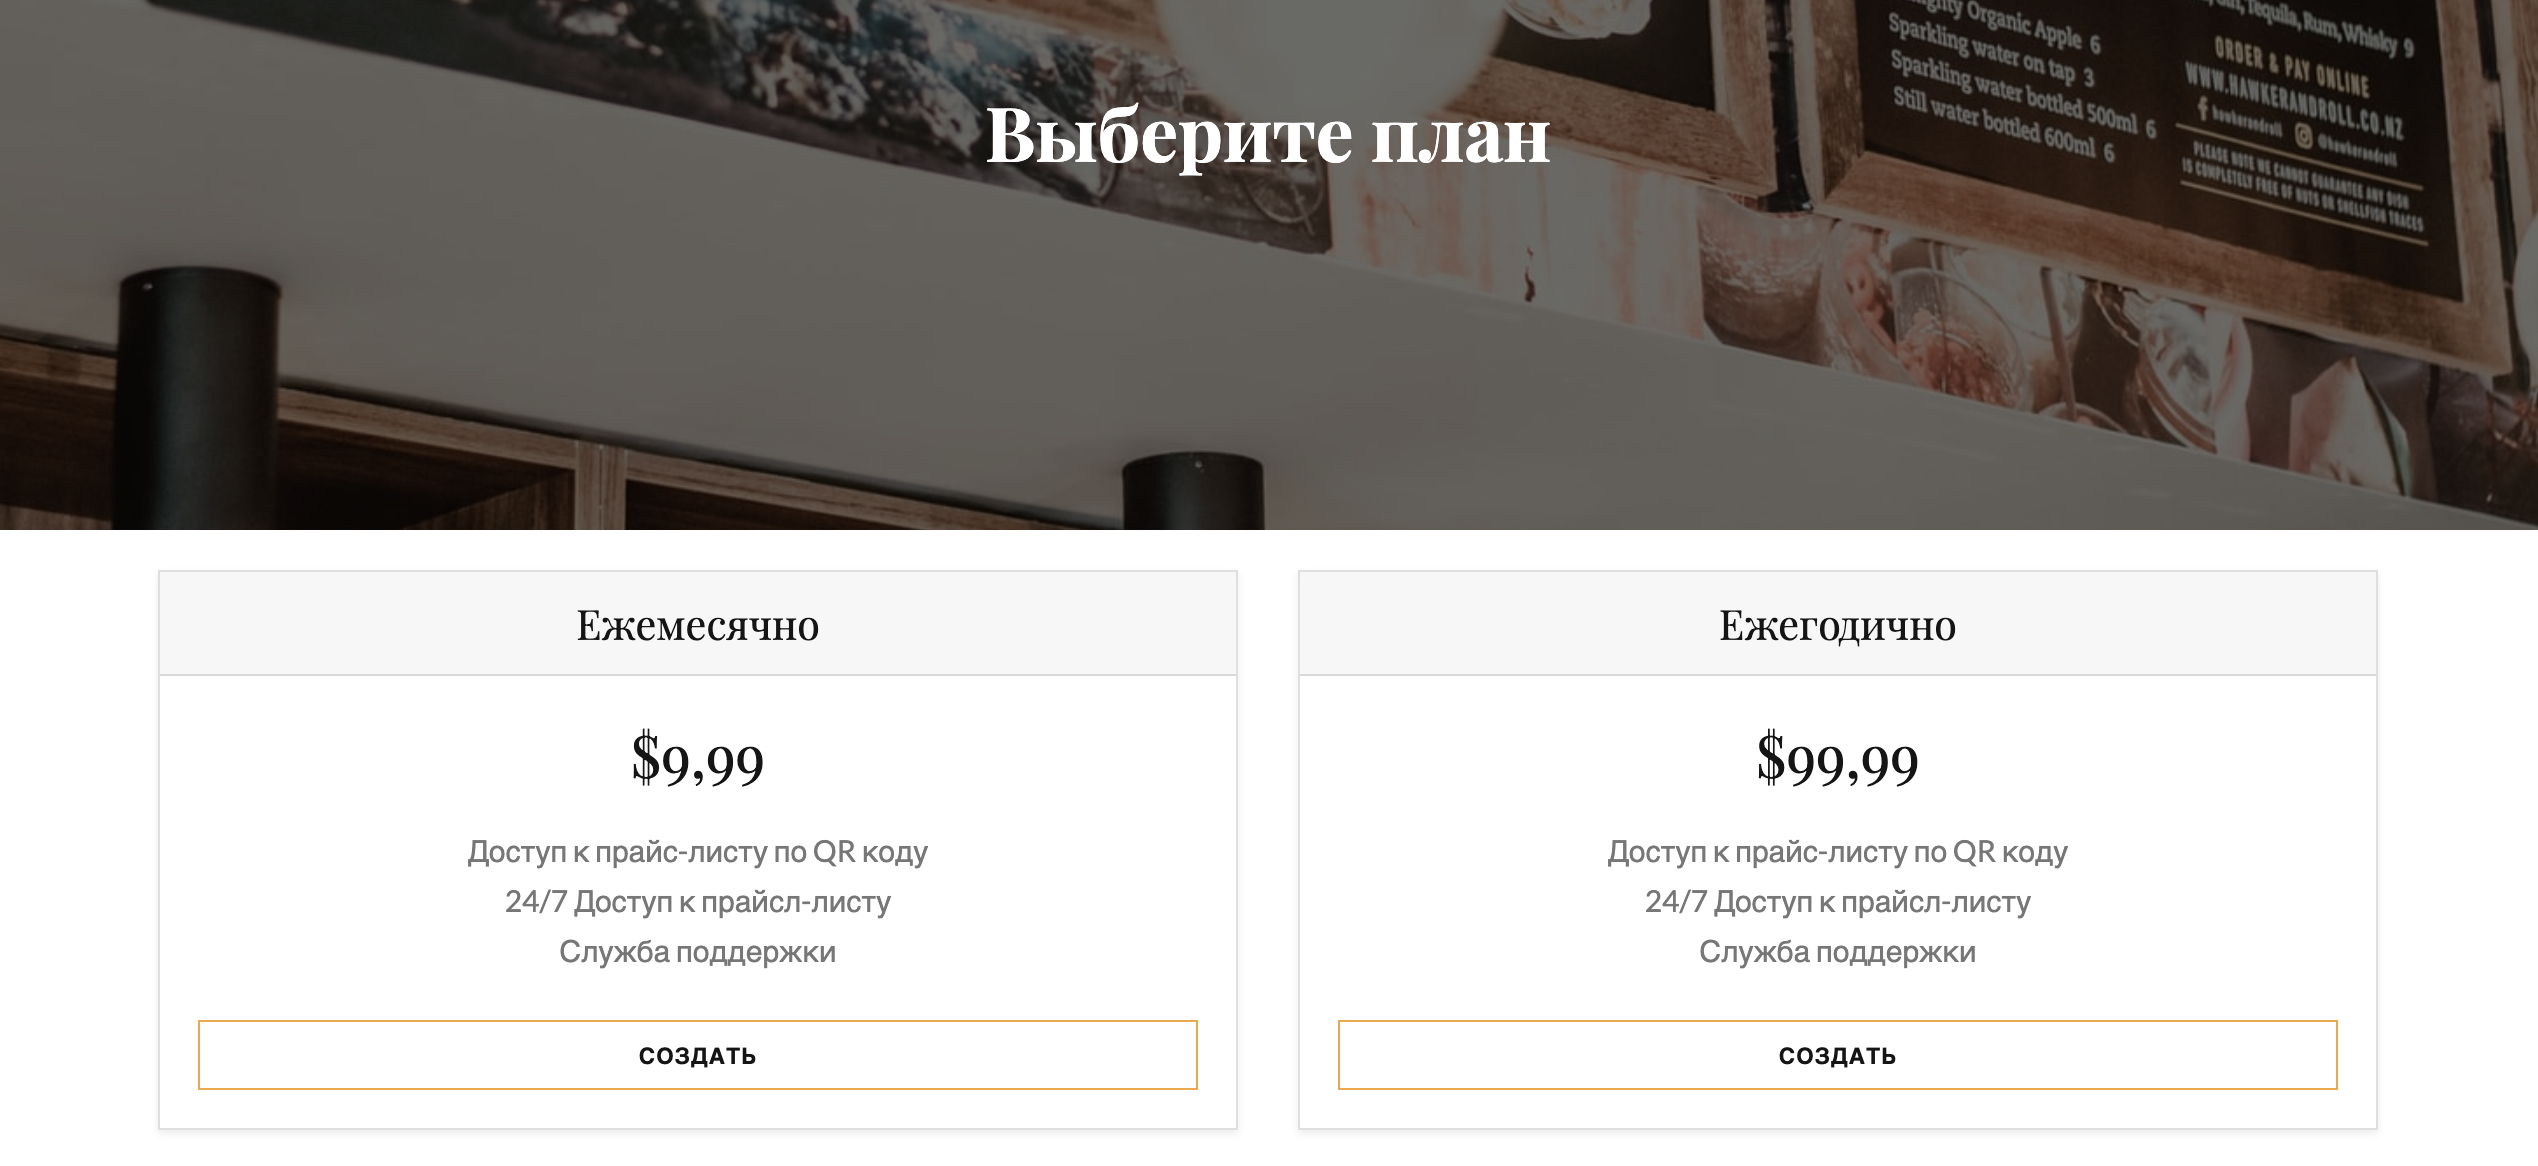 Organic Apple 6
Sparkling water on tap 3
Sparkling water bottled 500ml 6
Still water bottled 600ml 6
Tequila, Rum, Whisky 9
ORDER & PAY ONLINE
WWW.HAWKERANDROLL.CO.NZ
hawkerandroll @hawkerandroll
PLEASE NOTE WE CANNOT GUARANTEE ANY DISH
IS COMPLETELY FREE OF NUTS OR SHELLFISH TRACES
Выберите план
Ежемесячно
$9,99
Доступ к прайс-листу по QR коду
24/7 Доступ к прайсл-листу
Служба поддержки
СОЗДАТЬ
Ежегодично
$99,99
Доступ к прайс-листу по QR коду
24/7 Доступ к прайсл-листу
Служба поддержки
СОЗДАТЬ